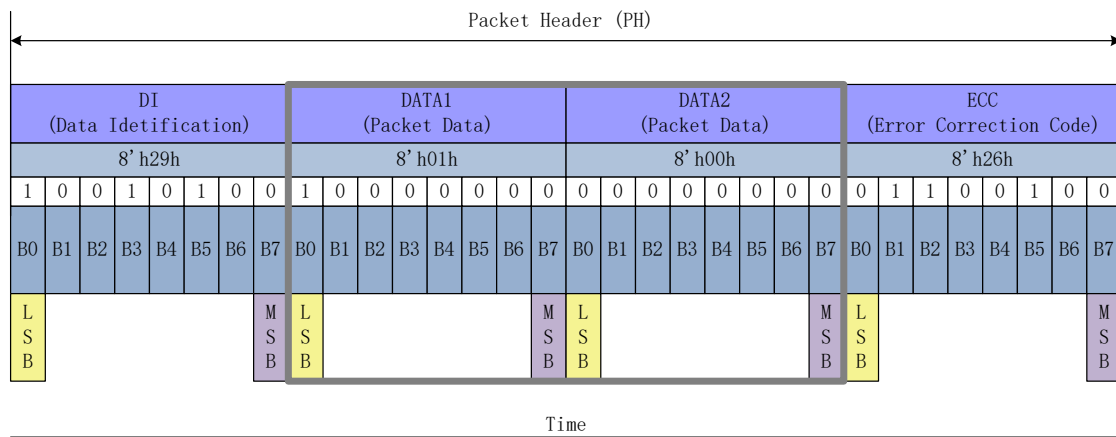 Packet Header (PH)
DI DATA1 DATA2 ECC
(Data Idetification) (Packet Data) (Packet Data) (Error Correction Code)
8'h29h 8'h01h 8'h00h 8'h26h
1 0 0 1 0 1 0 0 1 0 0 0 0 0 0 0 0 0 0 0 0 0 0 0 0 1 1 0 0 1 0 0
B0 B1 B2 B3 B4 B5 B6 B7 B0 B1 B2 B3 B4 B5 B6 B7 B0 B1 B2 B3 B4 B5 B6 B7 B0 B1 B2 B3 B4 B5 B6 B7
L M L M L M L M
S S S S S S S S
B B B B B B B B
Time